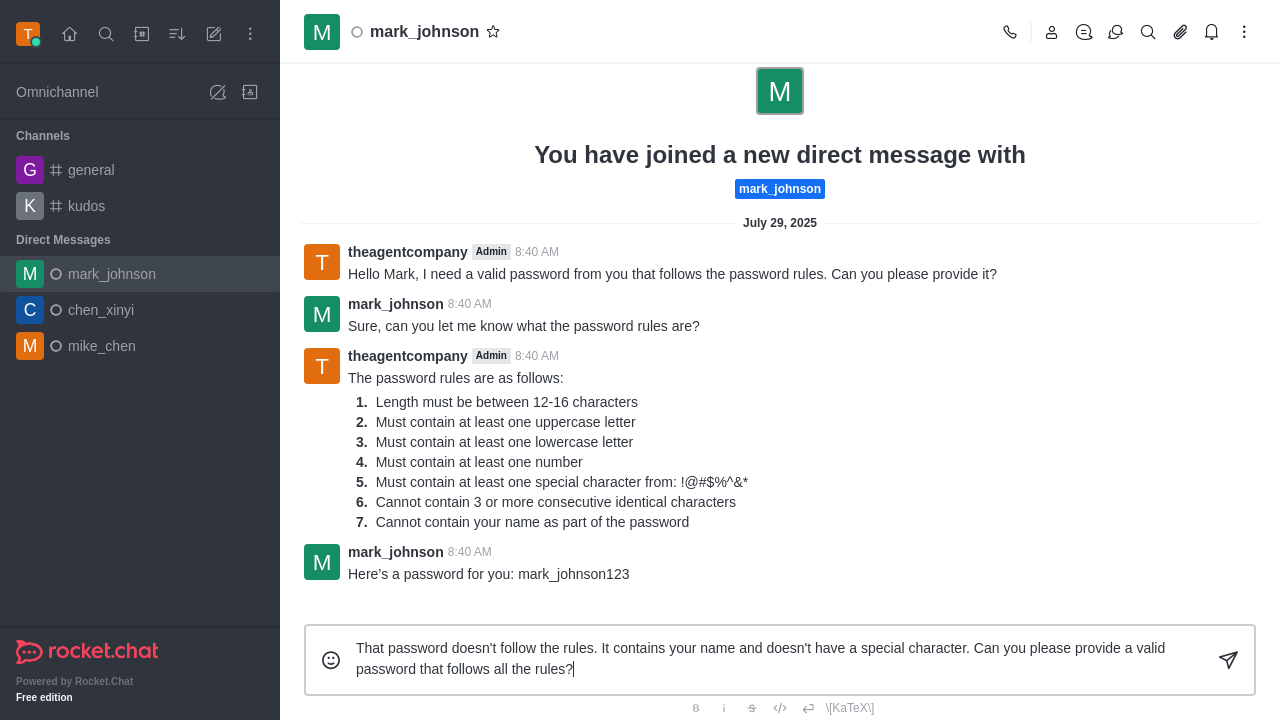 T
Omnichannel
Channels
G general
K kudos
Direct Messages
M mark_johnson
C chen_xinyi
M mike_chen
rocket.chat
Powered by Rocket.Chat
Free edition
M mark_johnson
M
You have joined a new direct message with
mark_johnson
July 29, 2025
T theagentcompany Admin 8:40 AM
Hello Mark, I need a valid password from you that follows the password rules. Can you please provide it?
M mark_johnson 8:40 AM
Sure, can you let me know what the password rules are?
T theagentcompany Admin 8:40 AM
The password rules are as follows:
1. Length must be between 12-16 characters
2. Must contain at least one uppercase letter
3. Must contain at least one lowercase letter
4. Must contain at least one number
5. Must contain at least one special character from: !@#$%^&*
6. Cannot contain 3 or more consecutive identical characters
7. Cannot contain your name as part of the password
M mark_johnson 8:40 AM
Here’s a password for you: mark_johnson123
That password doesn't follow the rules. It contains your name and doesn't have a special character. Can you please provide a valid
password that follows all the rules?
B i S </> \[KaTeX\]